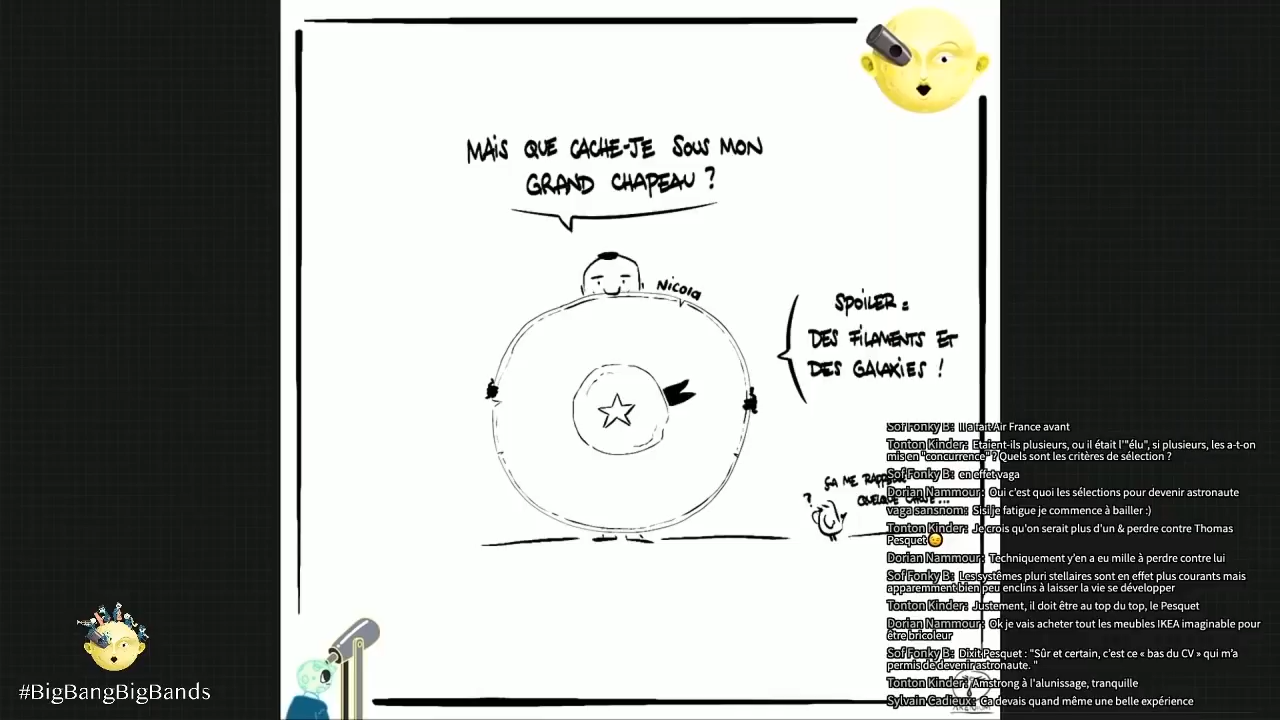 MAIS QUE CACHE-JE SOUS MON
GRAND CHAPEAU ?
Nicola
SPOILER :
DES FILAMENTS ET
DES GALAXIES !
ÇA ME RAPPELLE
QUELQUE CHOSE...
?
Sof Fonky B: Il a fait Air France avant
Tonton Kinder: Etaient-ils plusieurs, ou il était l'"élu", si plusieurs, les a-t-on
mis en "concurrence" ? Quels sont les critères de sélection ?
Sof Fonky B: en effet vaga
Dorian Nammour: Oui c'est quoi les sélections pour devenir astronaute
vaga sansnom: Si si je fatigue je commence à bailler :)
Tonton Kinder: Je crois qu'on serait plus d'un & perdre contre Thomas
Pesquet
Dorian Nammour: Techniquement y'en a eu mille à perdre contre lui
Sof Fonky B: Les systèmes pluri stellaires sont en effet plus courants mais
apparemment bien peu enclins à laisser la vie se développer
Tonton Kinder: Justement, il doit être au top du top, le Pesquet
Dorian Nammour: Ok je vais acheter tout les meubles IKEA imaginable pour
être bricoleur
Sof Fonky B: Dixit Pesquet : "Sûr et certain, c'est ce « bas du CV » qui m'a
permis de devenir astronaute. "
Tonton Kinder: Amstrong à l'alunissage, tranquille
Sylvain Cadieux: Ca devais quand même une belle expérience
#BigBangBigBands